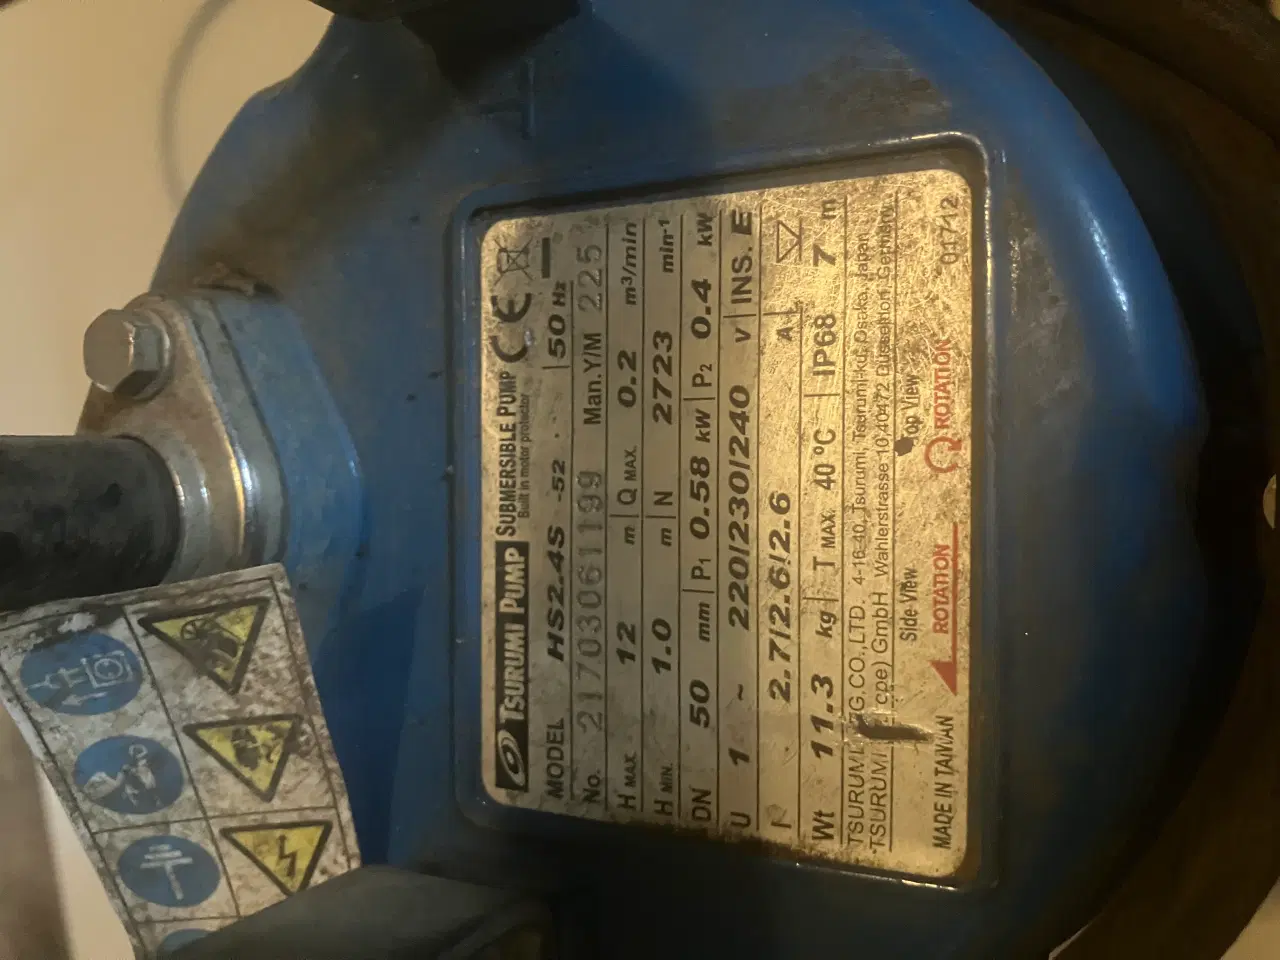 TSURUMI PUMP SUBMERSIBLE PUMP CE
Built in motor protector
MODEL HS2.4S -52 50 Hz
No. 21703061199 Man.Y/M 225
H MAX. 12 m Q MAX. 0.2 m³/min
H MIN. 1.0 m N 2723 min-1
DN 50 mm P1 0.58 kW P2 0.4 kW
U 1 ~ 220/230/240 V INS. E
2.7/2.6/2.6 A
Wt 11.3 kg T MAX. 40 °C IP68 7 m
TSURUMI CO.,LTD. 4-16-40, Tsurumi, Tsurumi-ku, Osaka, Japan
TSURUMI GmbH Wahlerstrasse 10 40472 Düsseldorf, Germany
Side View Top View
MADE IN TAIWAN ROTATION ROTATION 01712